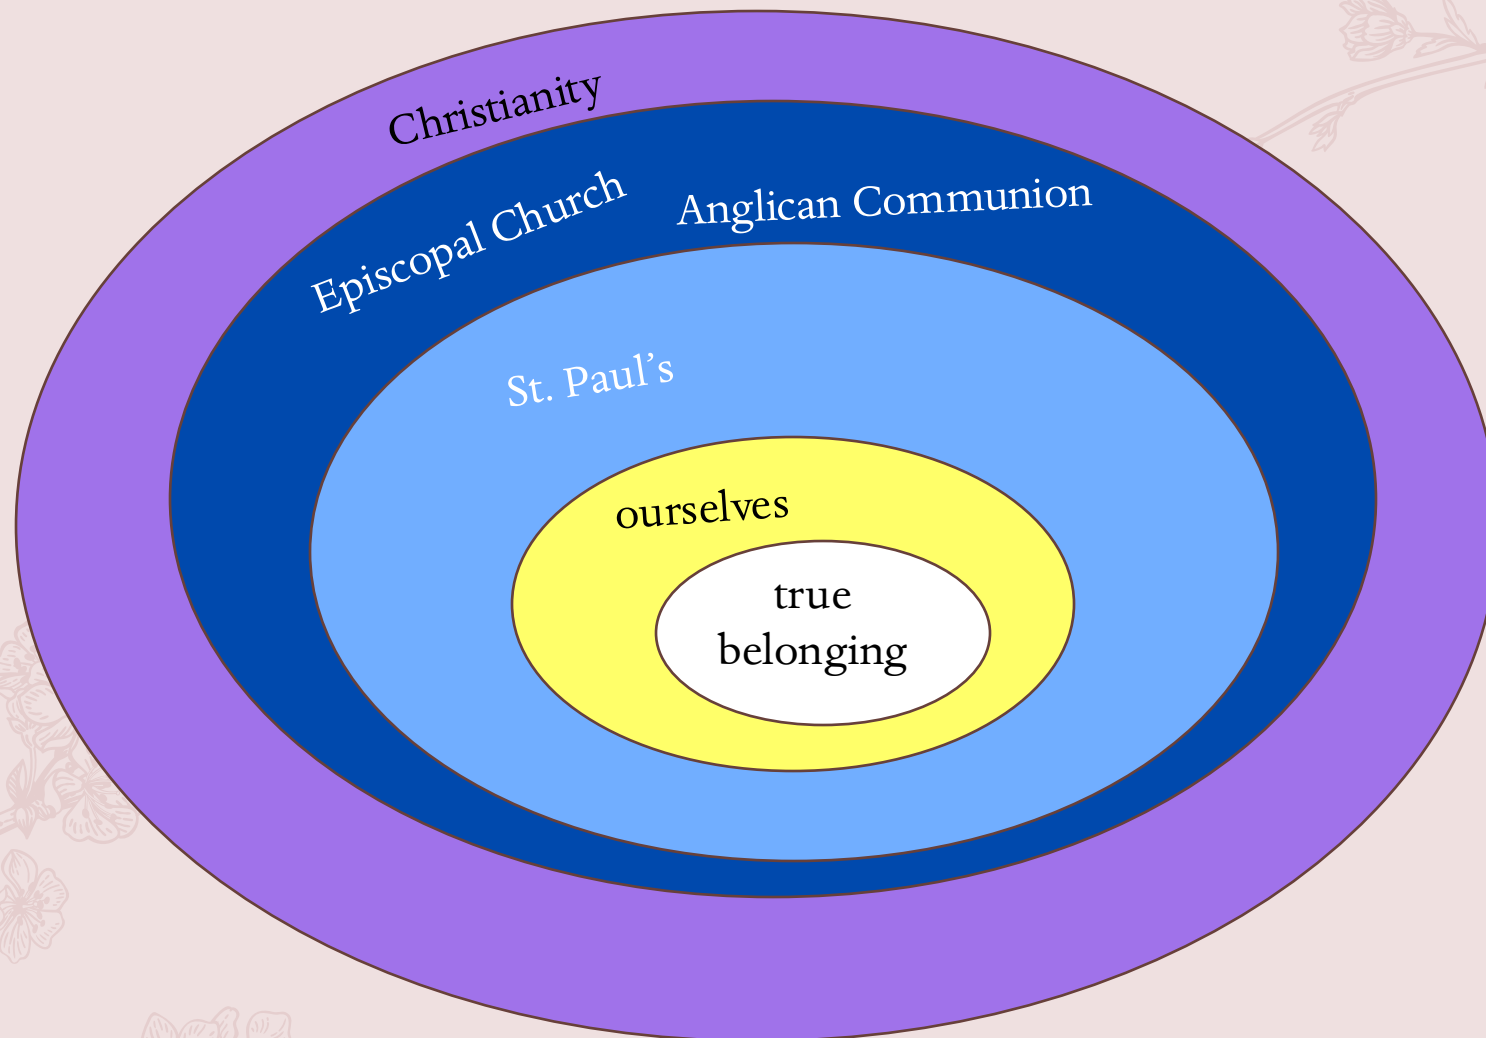 Christianity
Episcopal Church
Anglican Communion
St. Paul’s
ourselves
true
belonging